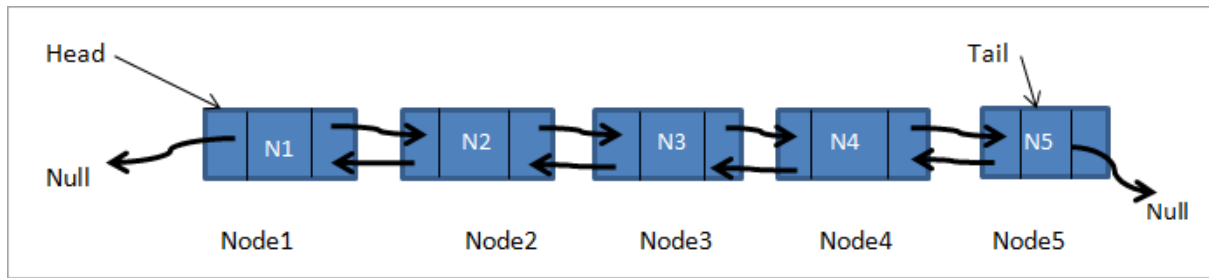 Head
Tail
N1
N2
N3
N4
N5
Null
Null
Node1
Node2
Node3
Node4
Node5